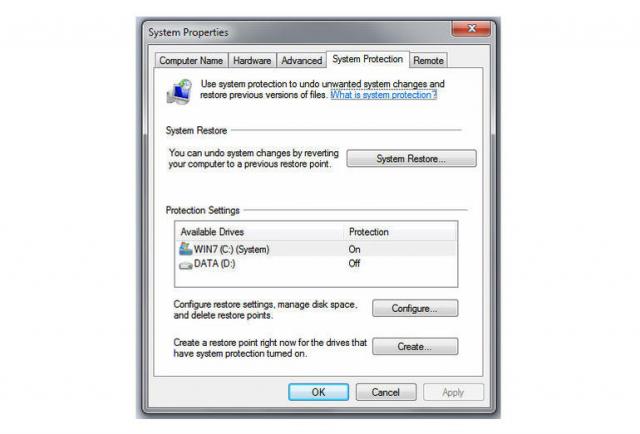 System Properties
Computer Name Hardware Advanced System Protection Remote
Use system protection to undo unwanted system changes and
restore previous versions of files. What is system protection?
System Restore
You can undo system changes by reverting
your computer to a previous restore point.
System Restore...
Protection Settings
Available Drives Protection
WIN7 (C:) (System) On
DATA (D:) Off
Configure restore settings, manage disk space,
and delete restore points.
Configure...
Create a restore point right now for the drives that
have system protection turned on.
Create...
OK Cancel Apply